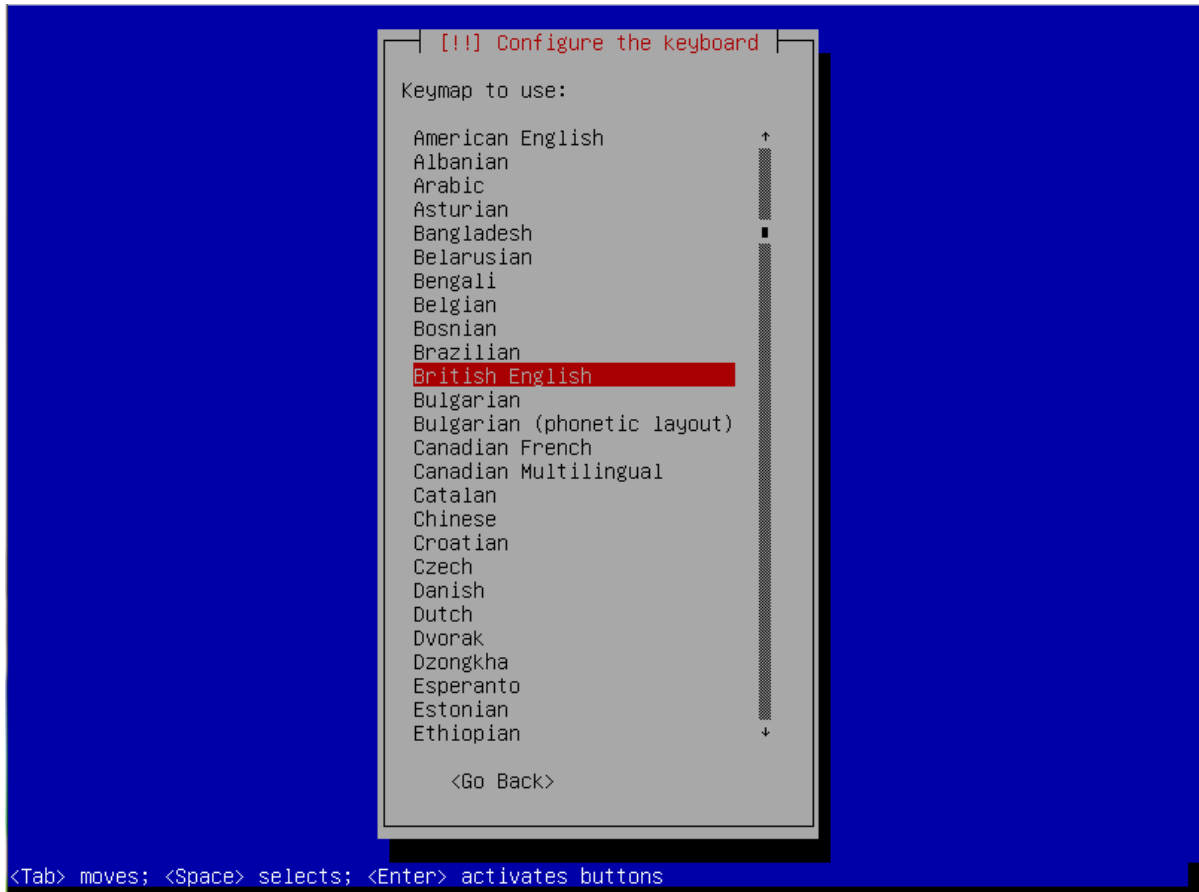 [!!] Configure the keyboard
Keymap to use:
American English
Albanian
Arabic
Asturian
Bangladesh
Belarusian
Bengali
Belgian
Bosnian
Brazilian
British English
Bulgarian
Bulgarian (phonetic layout)
Canadian French
Canadian Multilingual
Catalan
Chinese
Croatian
Czech
Danish
Dutch
Dvorak
Dzongkha
Esperanto
Estonian
Ethiopian
<Go Back>
<Tab> moves; <Space> selects; <Enter> activates buttons